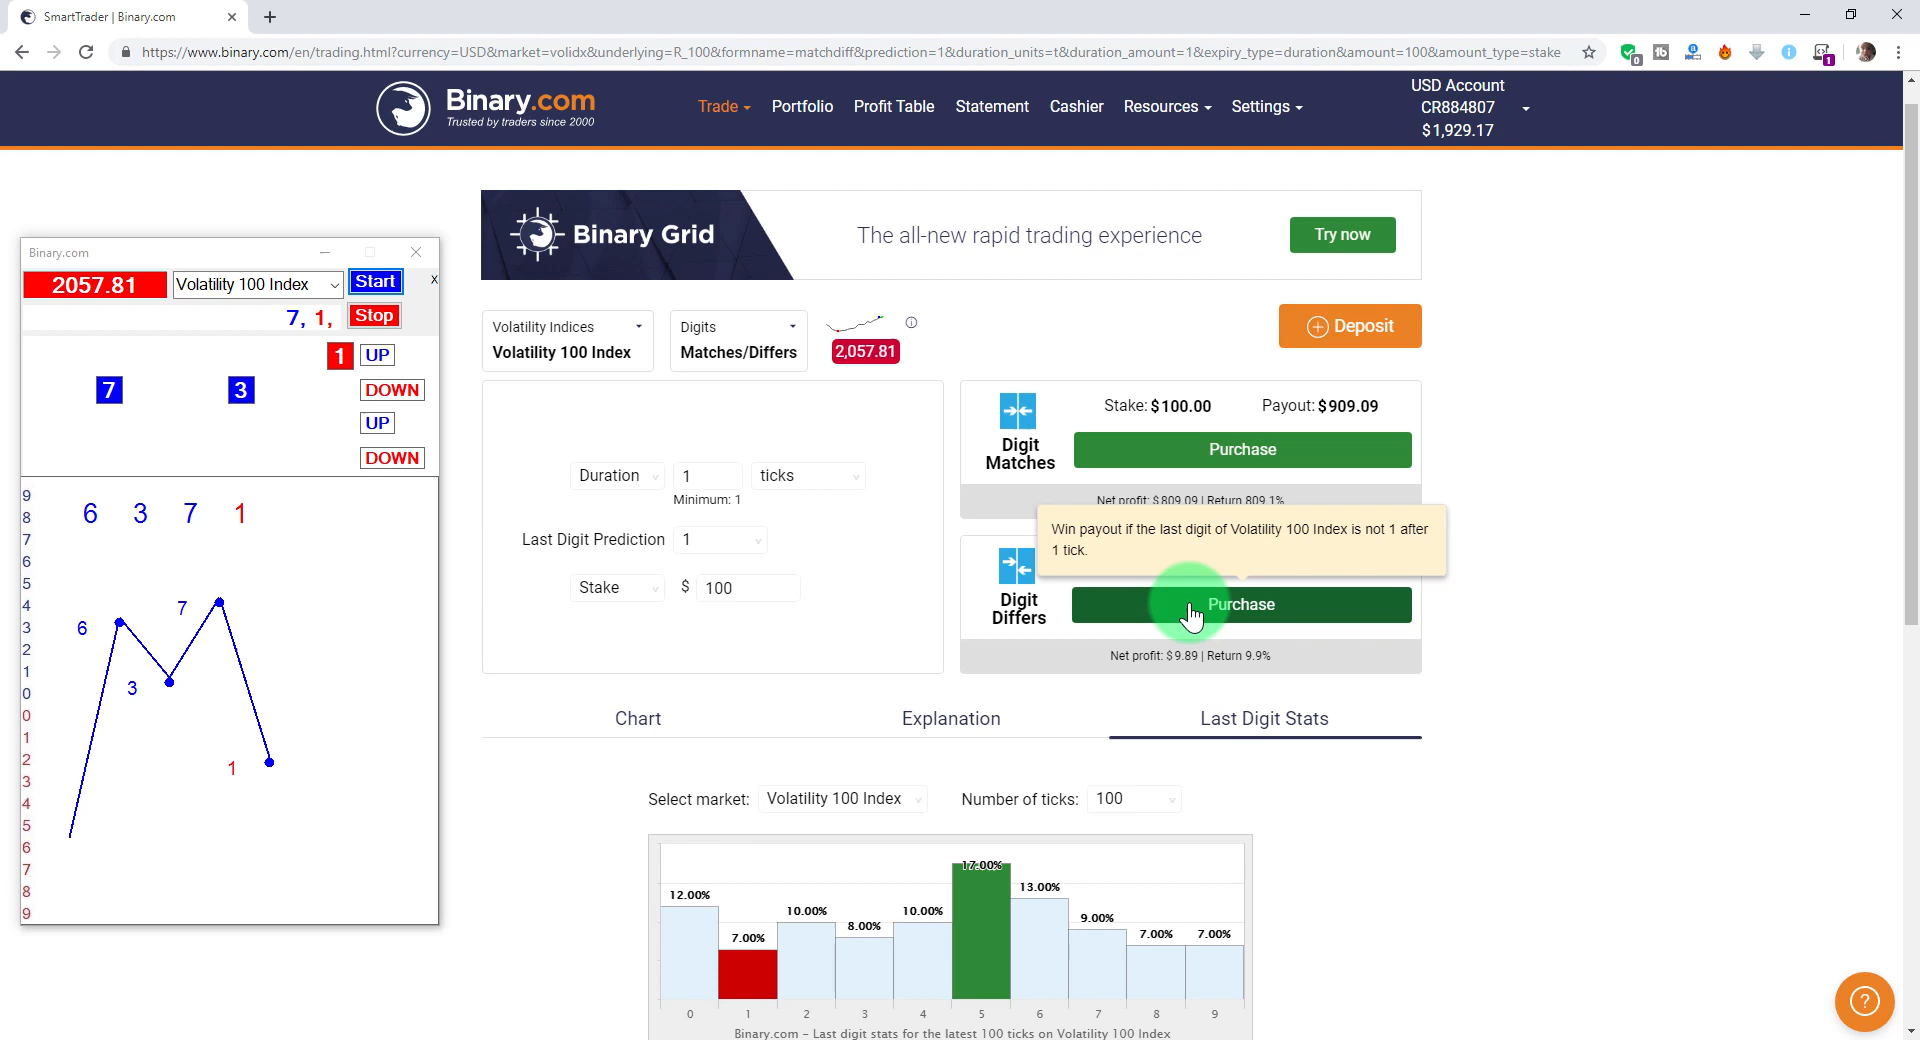 SmartTrader | Binary.com
https://www.binary.com/en/trading.html?currency=USD&market=volidx&underlying=R_100&formname=matchdiff&prediction=1&duration_units=t&duration_amount=1&expiry_type=duration&amount=100&amount_type=stake
0
1
Binary.com
Trusted by traders since 2000
Trade
Portfolio
Profit Table
Statement
Cashier
Resources
Settings
USD Account
CR884807
$1,929.17
Binary Grid
The all-new rapid trading experience
Try now
Binary.com
2057.81
Volatility 100 Index
Start
X
7, 1,
Stop
1
UP
7
3
DOWN
UP
DOWN
9
8
7
6
5
4
3
2
1
0
0
1
2
3
4
5
6
7
8
9
6 3 7 1
7
6
3
1
Volatility Indices
Volatility 100 Index
Digits
Matches/Differs
2,057.81
Deposit
Duration
1
ticks
Minimum: 1
Last Digit Prediction
1
Stake
$
100
Digit
Matches
Stake: $100.00
Payout: $909.09
Purchase
Net profit: $809.09 | Return 809.1%
Win payout if the last digit of Volatility 100 Index is not 1 after
1 tick.
Digit
Differs
Purchase
Net profit: $9.89 | Return 9.9%
Chart
Explanation
Last Digit Stats
Select market:
Volatility 100 Index
Number of ticks:
100
12.00%
7.00%
10.00%
8.00%
10.00%
17.00%
13.00%
9.00%
7.00%
7.00%
0 1 2 3 4 5 6 7 8 9
Binary.com - Last digit stats for the latest 100 ticks on Volatility 100 Index
?